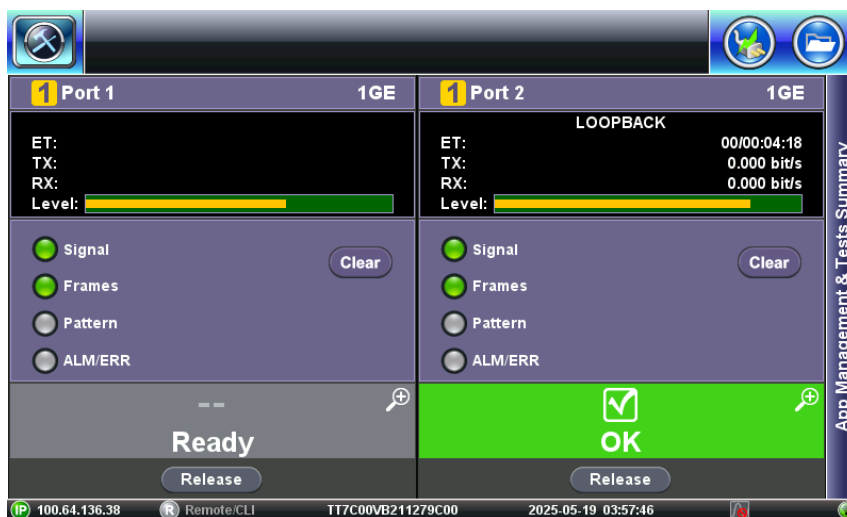 1 Port 1 1GE
ET:
TX:
RX:
Level:
Signal
Clear
Frames
Pattern
ALM/ERR
--
Ready
Release
1 Port 2 1GE
LOOPBACK
ET: 00/00:04:18
TX: 0.000 bit/s
RX: 0.000 bit/s
Level:
Signal
Clear
Frames
Pattern
ALM/ERR
OK
Release
App Management & Tests Summary
IP 100.64.136.38 R Remote/CLI TT7C00VB211279C00 2025-05-19 03:57:46